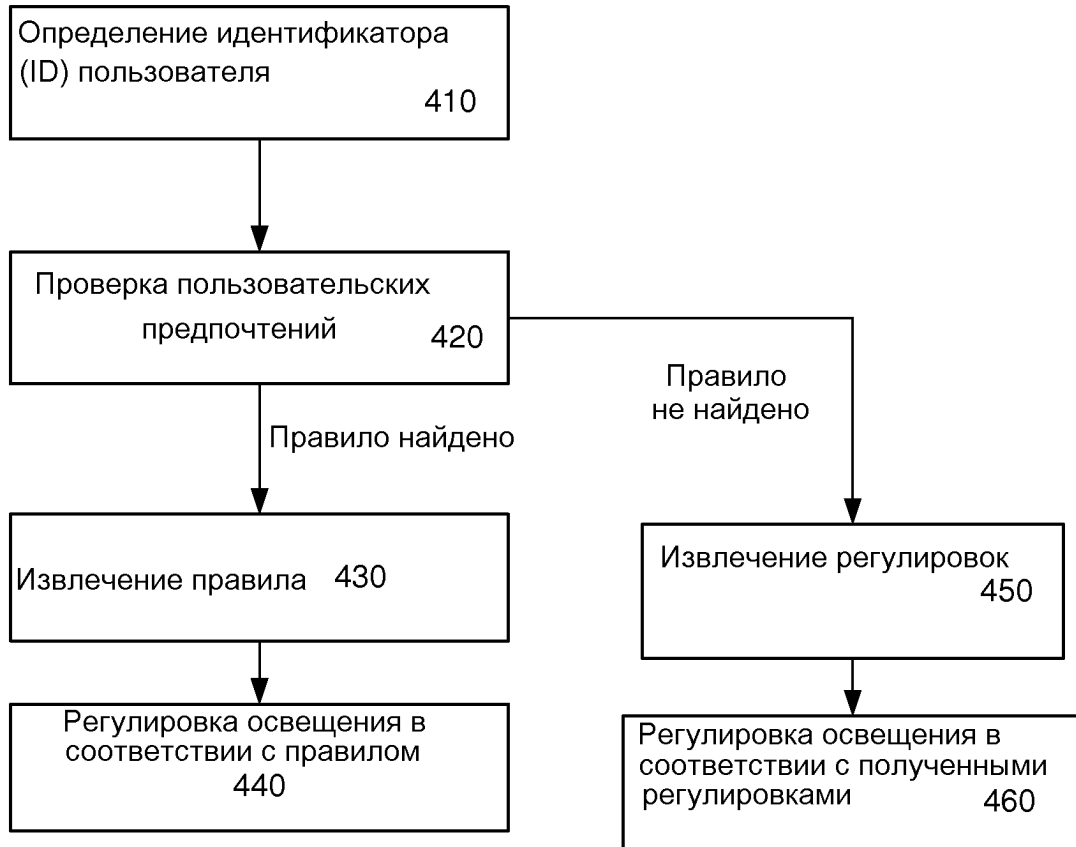 Определение идентификатора
(ID) пользователя
410
Проверка пользовательских
предпочтений
420
Правило найдено
Правило
не найдено
Извлечение правила 430
Извлечение регулировок
450
Регулировка освещения в
соответствии с правилом
440
Регулировка освещения в
соответствии с полученными
регулировками 460